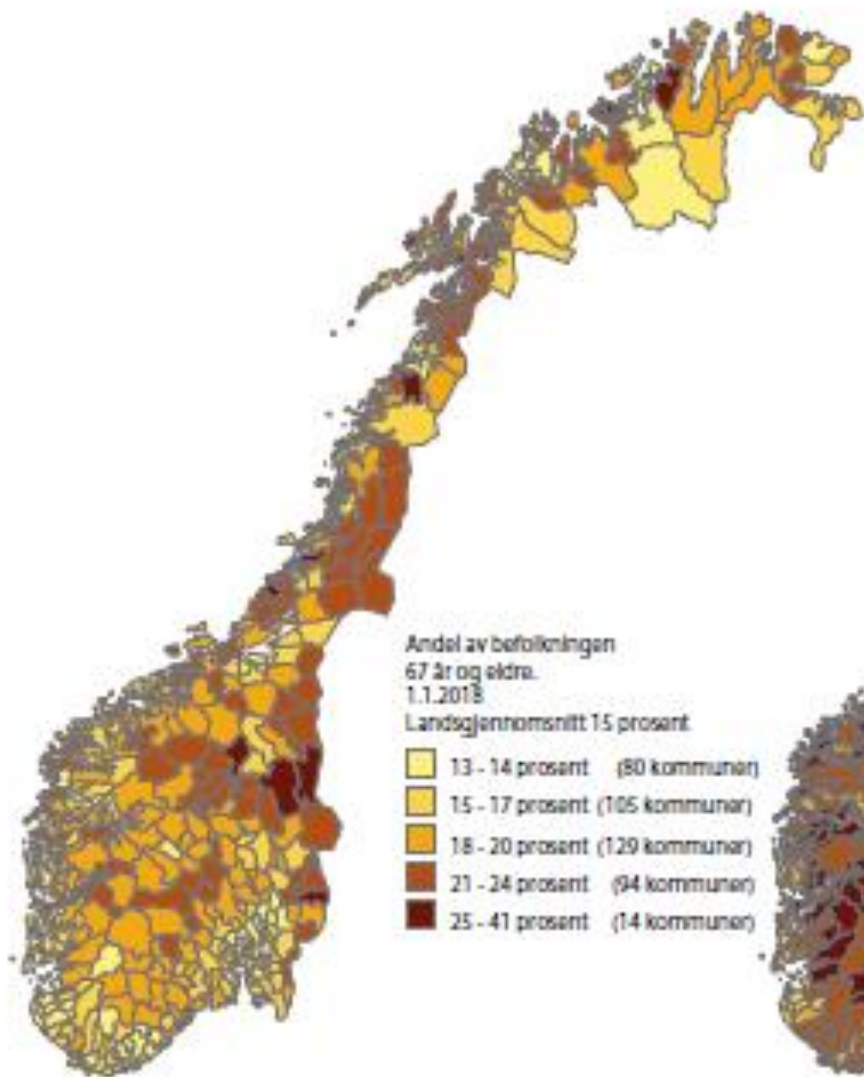 Andel av befolkningen
67 år og eldre.
1.1.2018
Landsgjennomsnitt 15 prosent
13 - 14 prosent (80 kommuner)
15 - 17 prosent (105 kommuner)
18 - 20 prosent (129 kommuner)
21 - 24 prosent (94 kommuner)
25 - 41 prosent (14 kommuner)